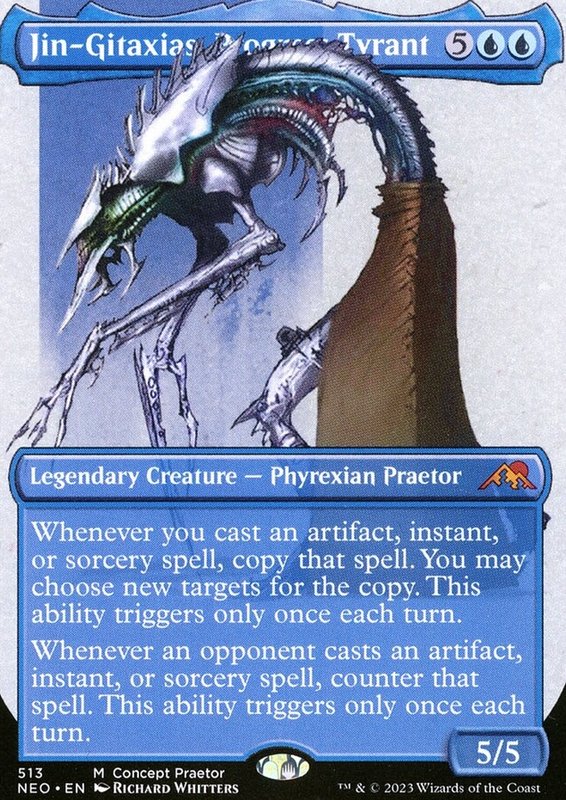 Jin-Gitaxias, Progress Tyrant 5
Legendary Creature — Phyrexian Praetor
Whenever you cast an artifact, instant,
or sorcery spell, copy that spell. You may
choose new targets for the copy. This
ability triggers only once each turn.
Whenever an opponent casts an artifact,
instant, or sorcery spell, counter that
spell. This ability triggers only once each
turn.
5/5
513 M Concept Praetor
NEO • EN Richard Whitters ™ & © 2023 Wizards of the Coast